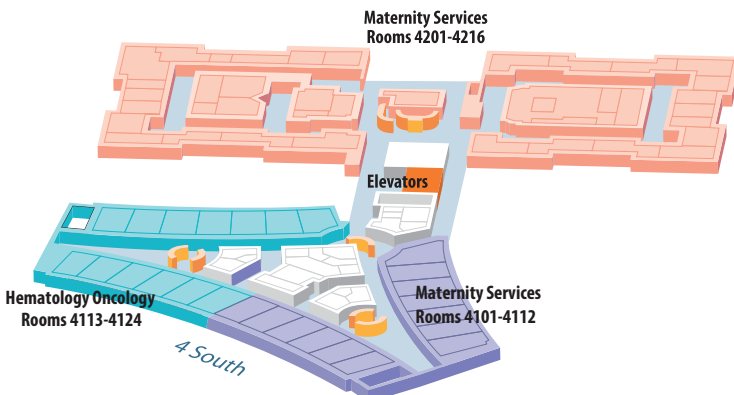 Maternity Services
Rooms 4201-4216
Elevators
Hematology Oncology
Rooms 4113-4124
Maternity Services
Rooms 4101-4112
4 South